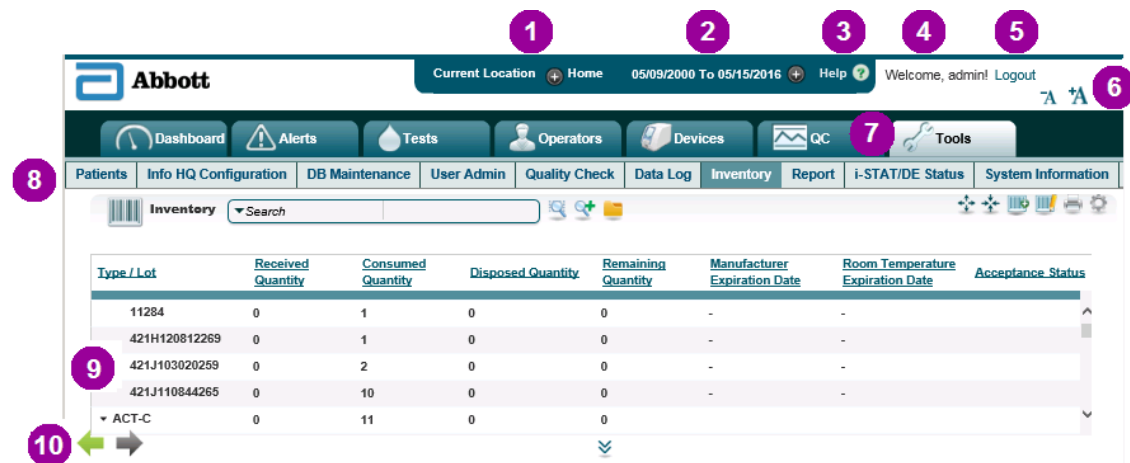 1 2 3 4 5
Abbott Current Location Home 05/09/2000 To 05/15/2016 Help ? Welcome, admin! Logout
-A +A 6
Dashboard Alerts Tests Operators Devices QC 7 Tools
8 Patients Info HQ Configuration DB Maintenance User Admin Quality Check Data Log Inventory Report i-STAT/DE Status System Information
Inventory Search
Type / Lot Received Quantity Consumed Quantity Disposed Quantity Remaining Quantity Manufacturer Expiration Date Room Temperature Expiration Date Acceptance Status
11284 0 1 0 0 - -
421H120812269 0 1 0 0 - -
9 421J103020259 0 2 0 0 - -
421J110844265 0 10 0 0 - -
ACT-C 0 11 0 0
10